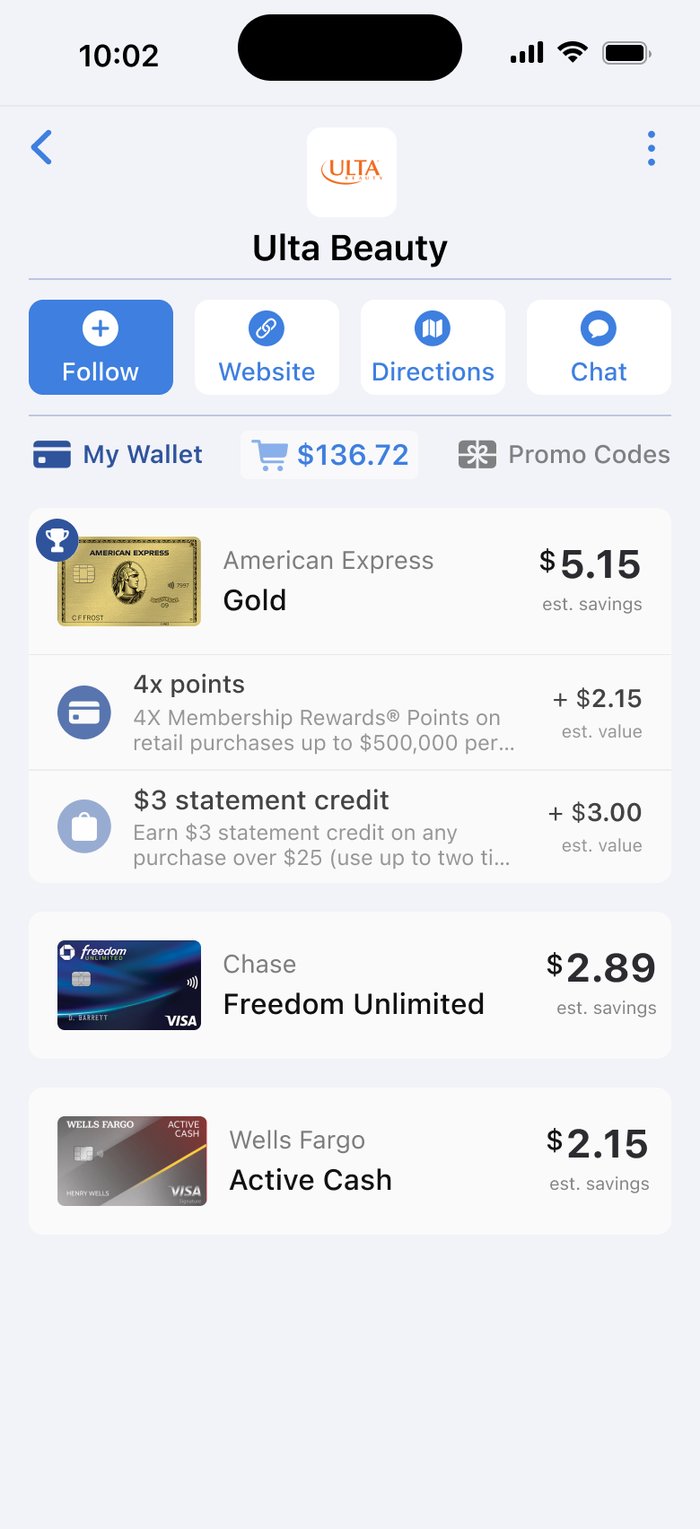 10:02
ULTA
BEAUTY
Ulta Beauty
Follow
Website
Directions
Chat
My Wallet
$136.72
Promo Codes
AMERICAN EXPRESS
7997
09
C F FROST
American Express
Gold
$5.15
est. savings
4x points
4X Membership Rewards® Points on
retail purchases up to $500,000 per...
+ $2.15
est. value
$3 statement credit
Earn $3 statement credit on any
purchase over $25 (use up to two ti...
+ $3.00
est. value
freedom
UNLIMITED
D. BARRETT
VISA
Chase
Freedom Unlimited
$2.89
est. savings
WELLS FARGO
ACTIVE
CASH
HENRY WELLS
VISA
Signature
Wells Fargo
Active Cash
$2.15
est. savings